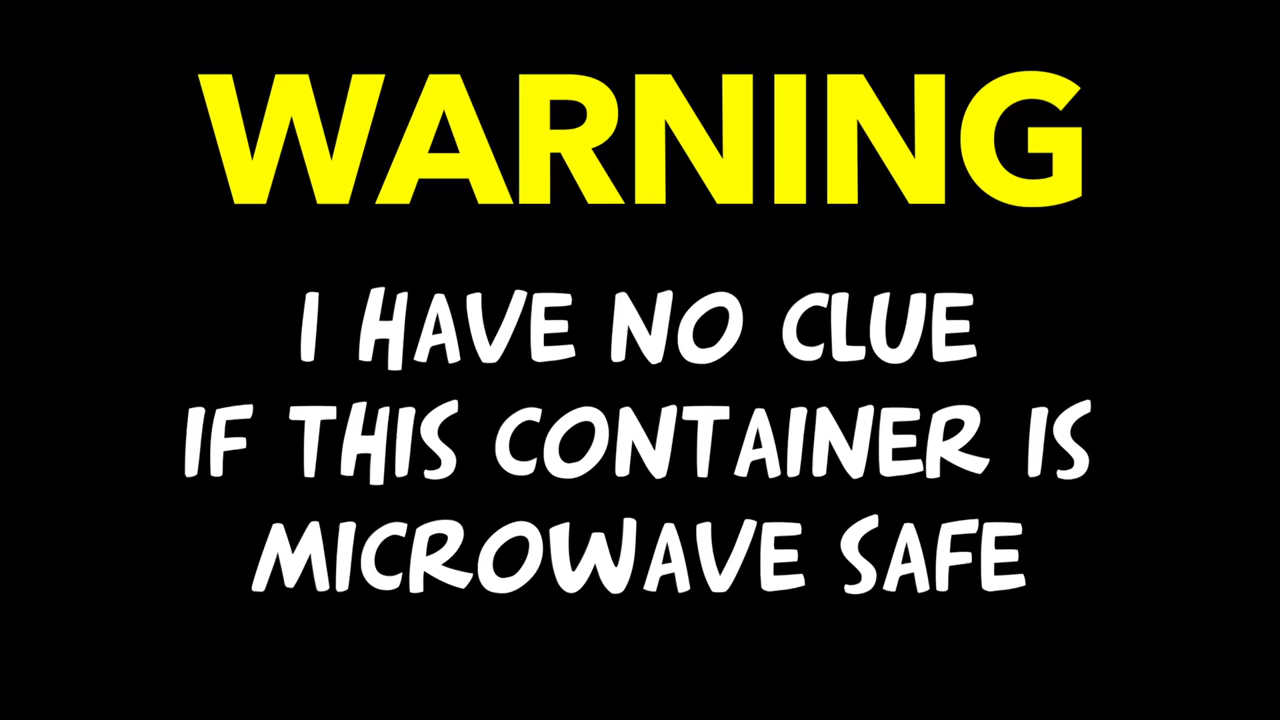 WARNING
I HAVE NO CLUE
IF THIS CONTAINER IS
MICROWAVE SAFE